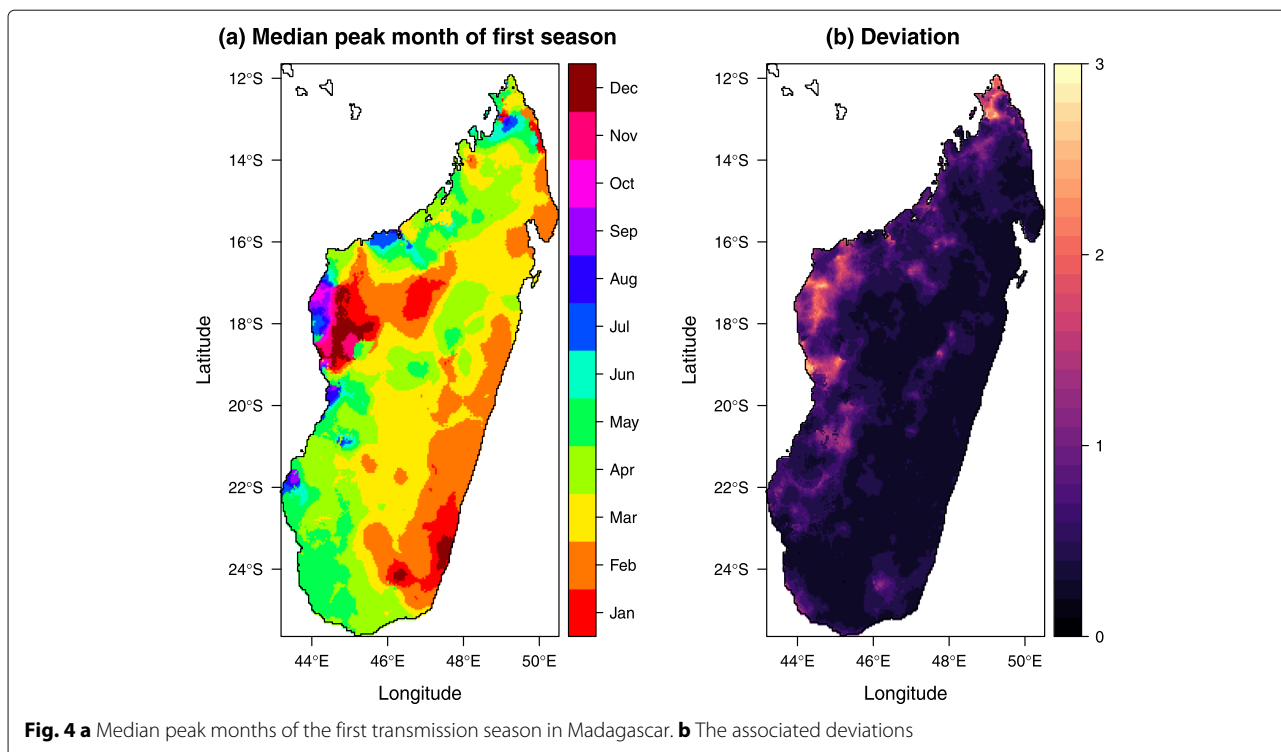 (a) Median peak month of first season
(b) Deviation
12°S
14°S
16°S
18°S
20°S
22°S
24°S
Latitude
44°E 46°E 48°E 50°E
Longitude
Dec
Nov
Oct
Sep
Aug
Jul
Jun
May
Apr
Mar
Feb
Jan
12°S
14°S
16°S
18°S
20°S
22°S
24°S
Latitude
44°E 46°E 48°E 50°E
Longitude
3
2
1
0
Fig. 4 a Median peak months of the first transmission season in Madagascar. b The associated deviations